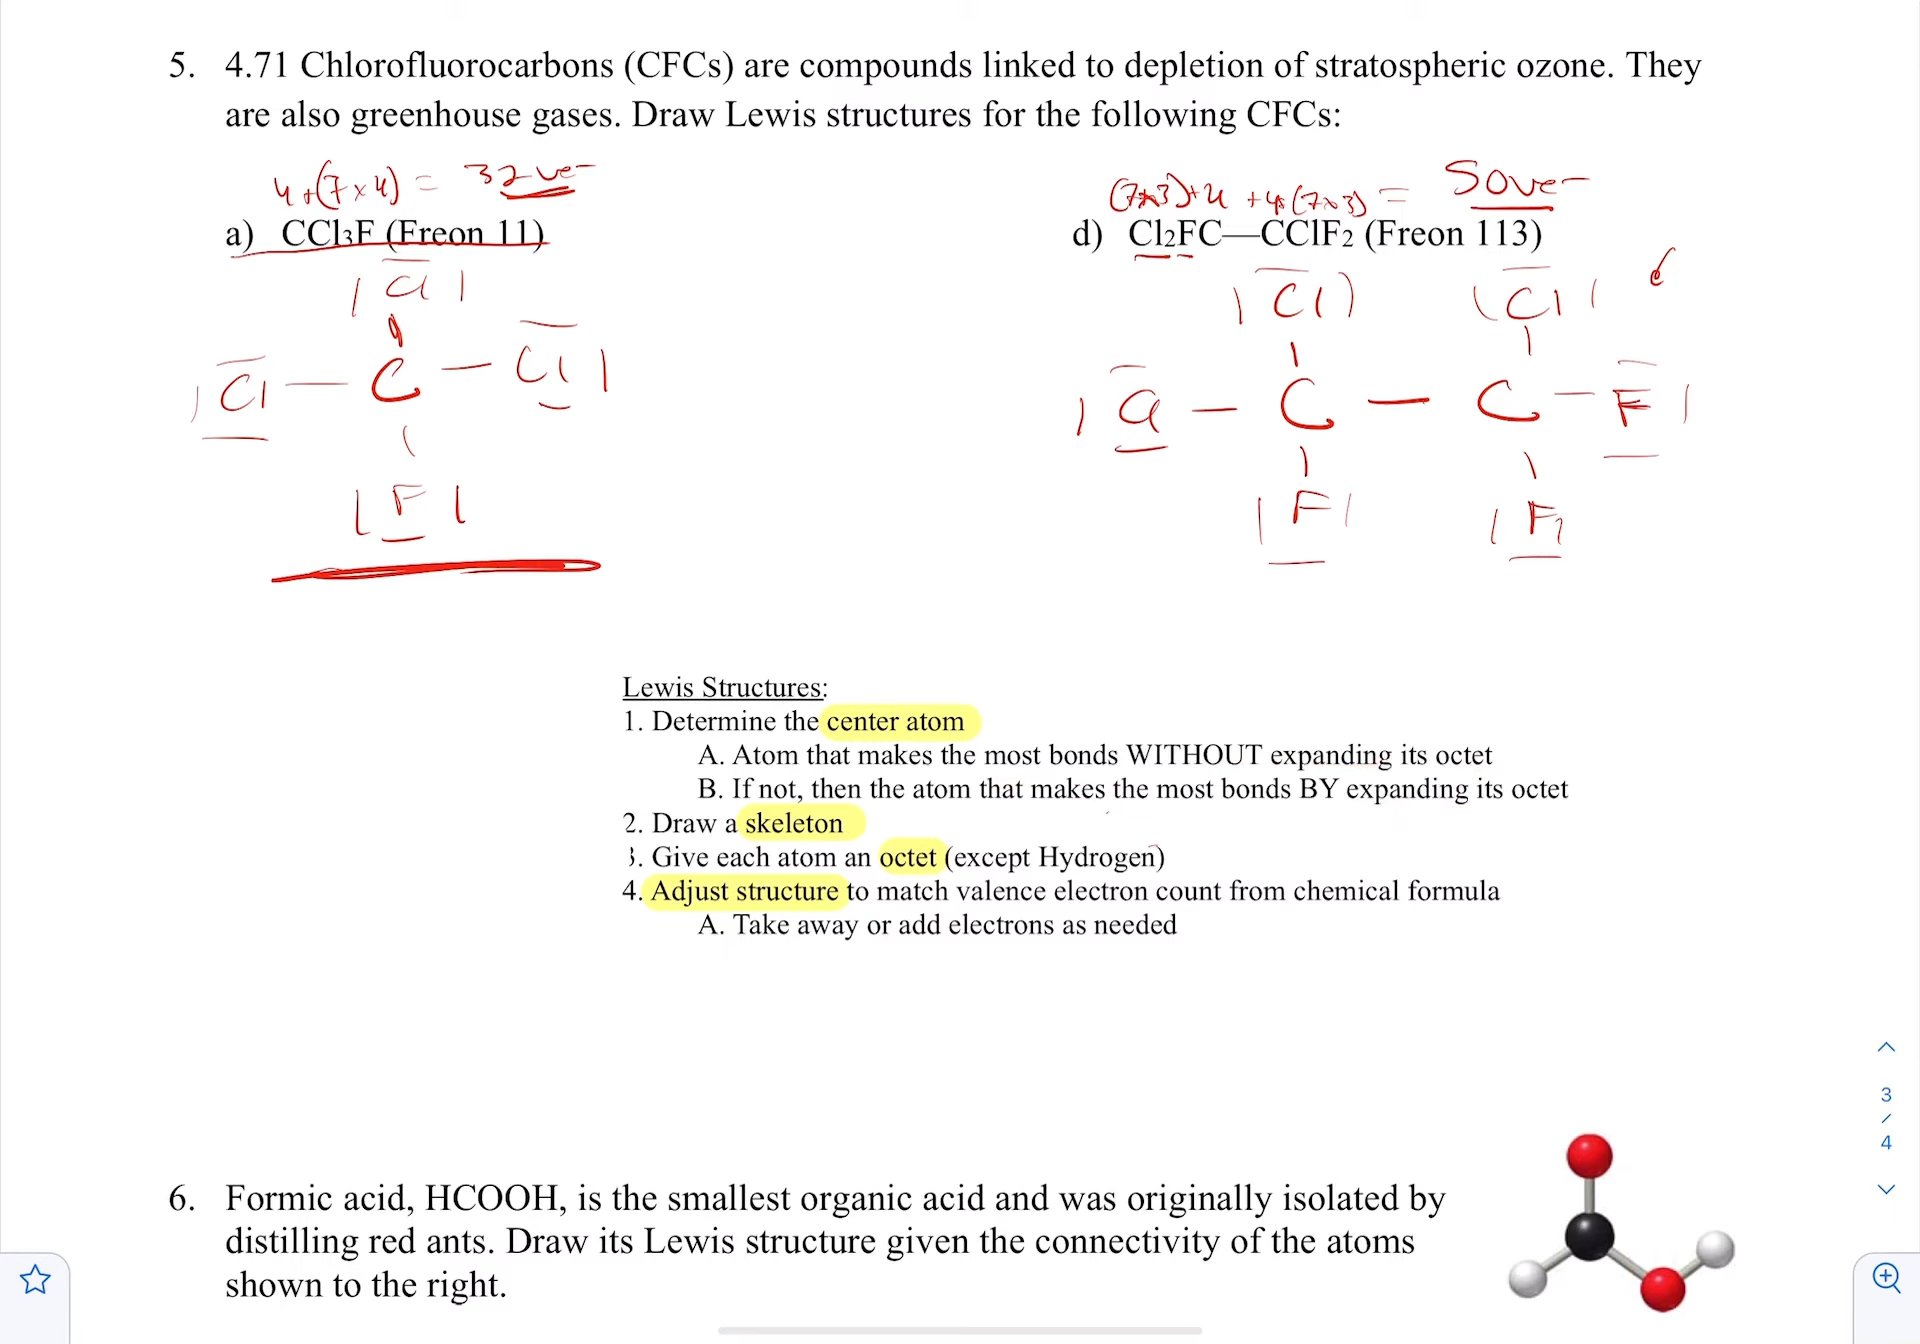 5. 4.71 Chlorofluorocarbons (CFCs) are compounds linked to depletion of stratospheric ozone. They
are also greenhouse gases. Draw Lewis structures for the following CFCs:
4+(7x4) = 32ve-
(7x3)+4 +4+(7x3) = 50ve-
a) CCl₃F (Freon 11)
d) Cl₂FC—CClF₂ (Freon 113)
Cl
Cl – C – Cl
F
Cl Cl
Cl – C – C – F
F F
Lewis Structures:
1. Determine the center atom
A. Atom that makes the most bonds WITHOUT expanding its octet
B. If not, then the atom that makes the most bonds BY expanding its octet
2. Draw a skeleton
3. Give each atom an octet (except Hydrogen)
4. Adjust structure to match valence electron count from chemical formula
A. Take away or add electrons as needed
3
/
4
6. Formic acid, HCOOH, is the smallest organic acid and was originally isolated by
distilling red ants. Draw its Lewis structure given the connectivity of the atoms
shown to the right.